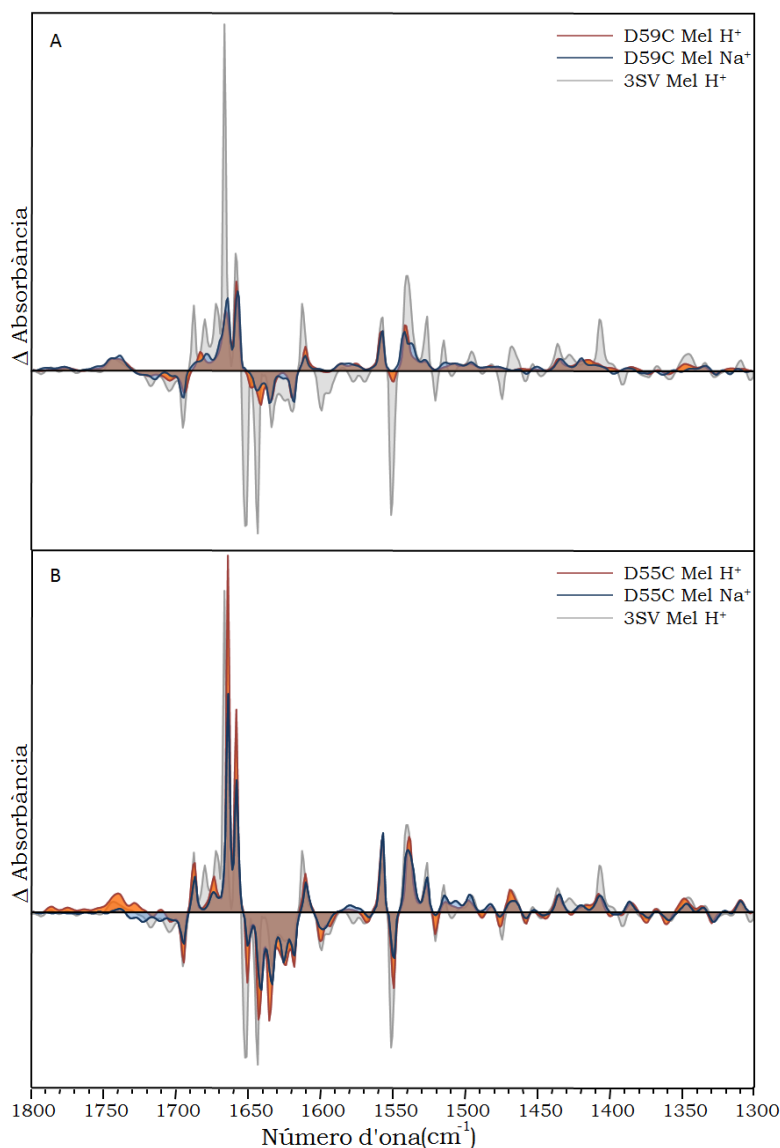 A
D59C Mel H⁺
D59C Mel Na⁺
3SV Mel H⁺
Δ Absorbància
B
D55C Mel H⁺
D55C Mel Na⁺
3SV Mel H⁺
Δ Absorbància
1800 1750 1700 1650 1600 1550 1500 1450 1400 1350 1300
Número d'ona(cm⁻¹)